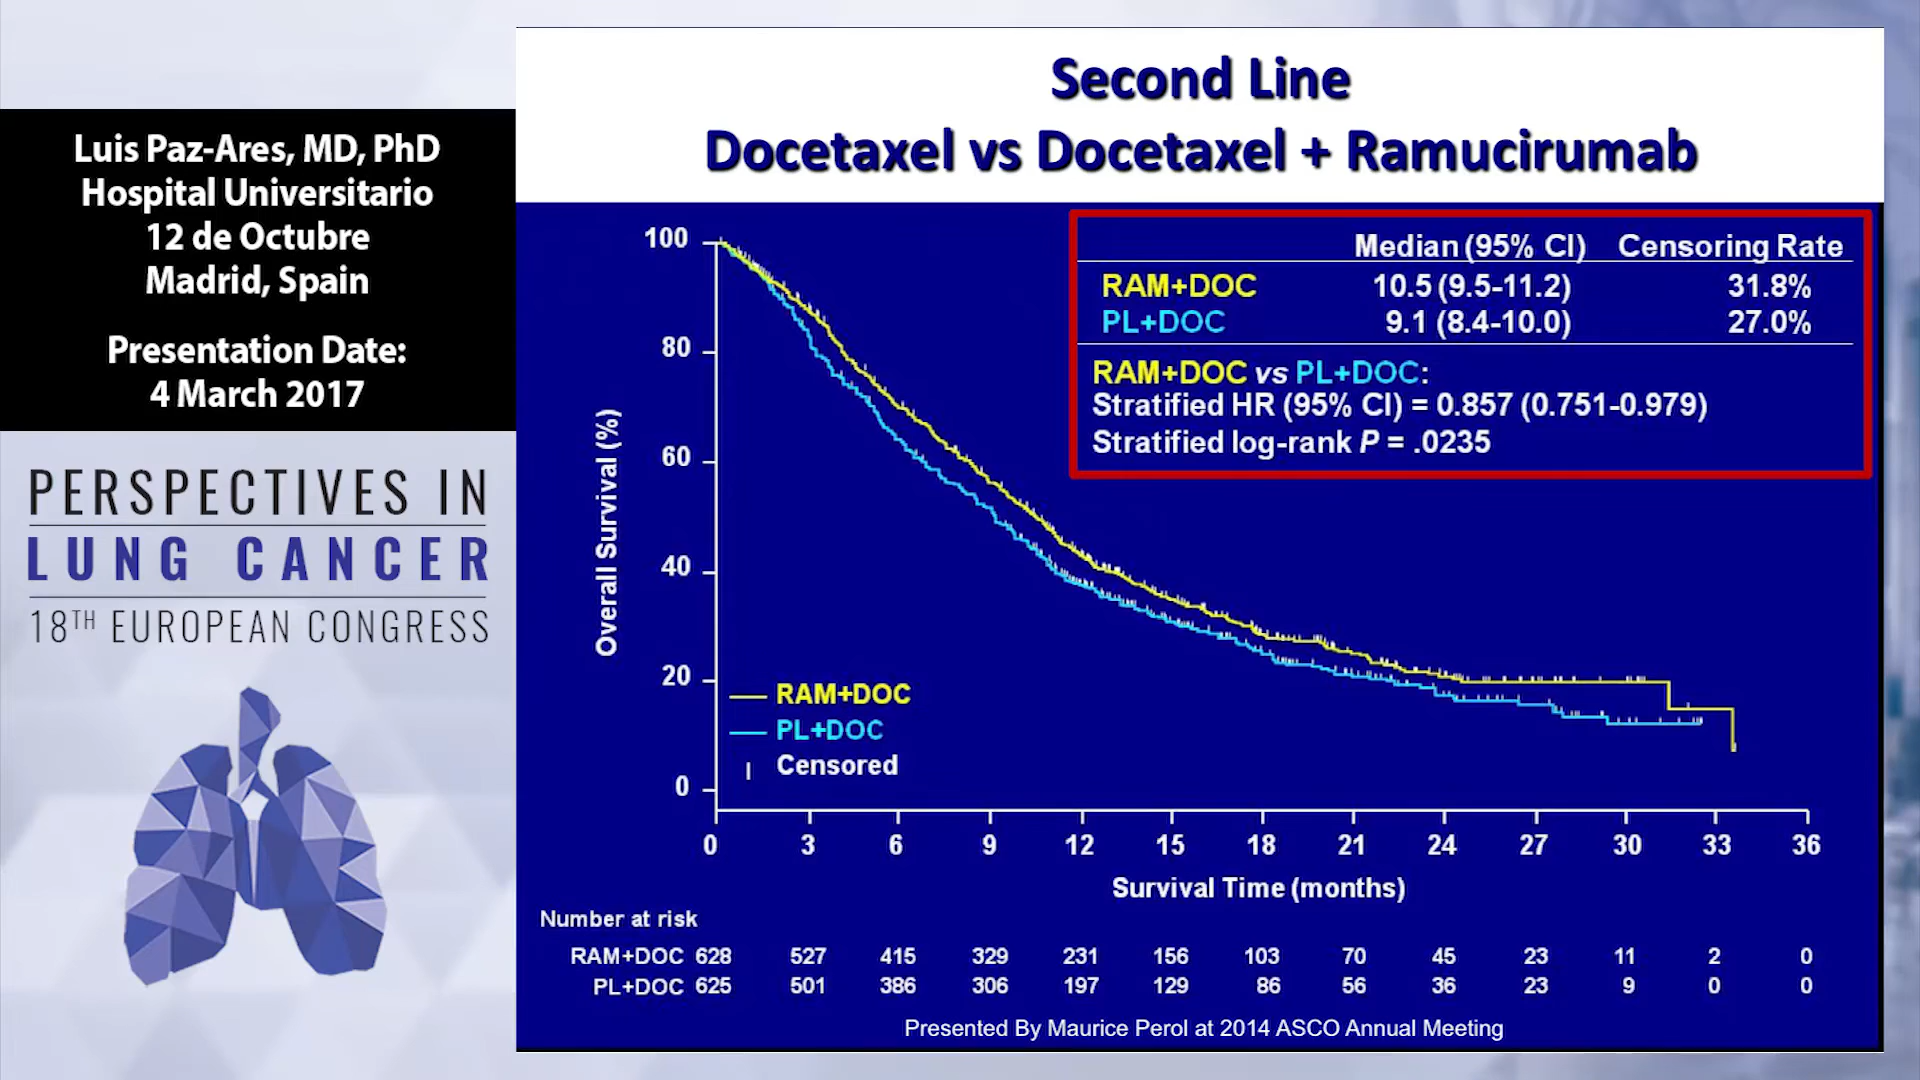 Luis Paz-Ares, MD, PhD
Hospital Universitario
12 de Octubre
Madrid, Spain
Presentation Date:
4 March 2017
PERSPECTIVES IN
LUNG CANCER
18TH EUROPEAN CONGRESS
Second Line
Docetaxel vs Docetaxel + Ramucirumab
Median (95% CI) Censoring Rate
RAM+DOC 10.5 (9.5-11.2) 31.8%
PL+DOC 9.1 (8.4-10.0) 27.0%
RAM+DOC vs PL+DOC:
Stratified HR (95% CI) = 0.857 (0.751-0.979)
Stratified log-rank P = .0235
Overall Survival (%)
100
80
60
40
20
0
RAM+DOC
PL+DOC
Censored
0 3 6 9 12 15 18 21 24 27 30 33 36
Survival Time (months)
Number at risk
RAM+DOC 628 527 415 329 231 156 103 70 45 23 11 2 0
PL+DOC 625 501 386 306 197 129 86 56 36 23 9 0 0
Presented By Maurice Perol at 2014 ASCO Annual Meeting